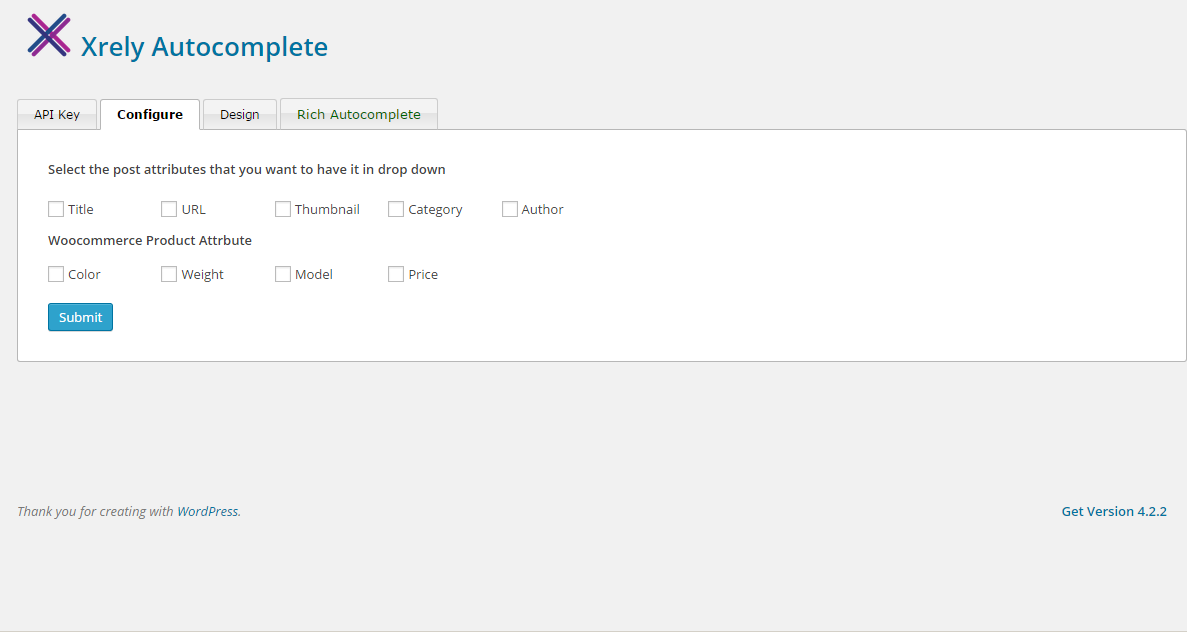 Xrely Autocomplete
API Key Configure Design Rich Autocomplete
Select the post attributes that you want to have it in drop down
Title URL Thumbnail Category Author
Woocommerce Product Attrbute
Color Weight Model Price
Submit
Thank you for creating with WordPress. Get Version 4.2.2